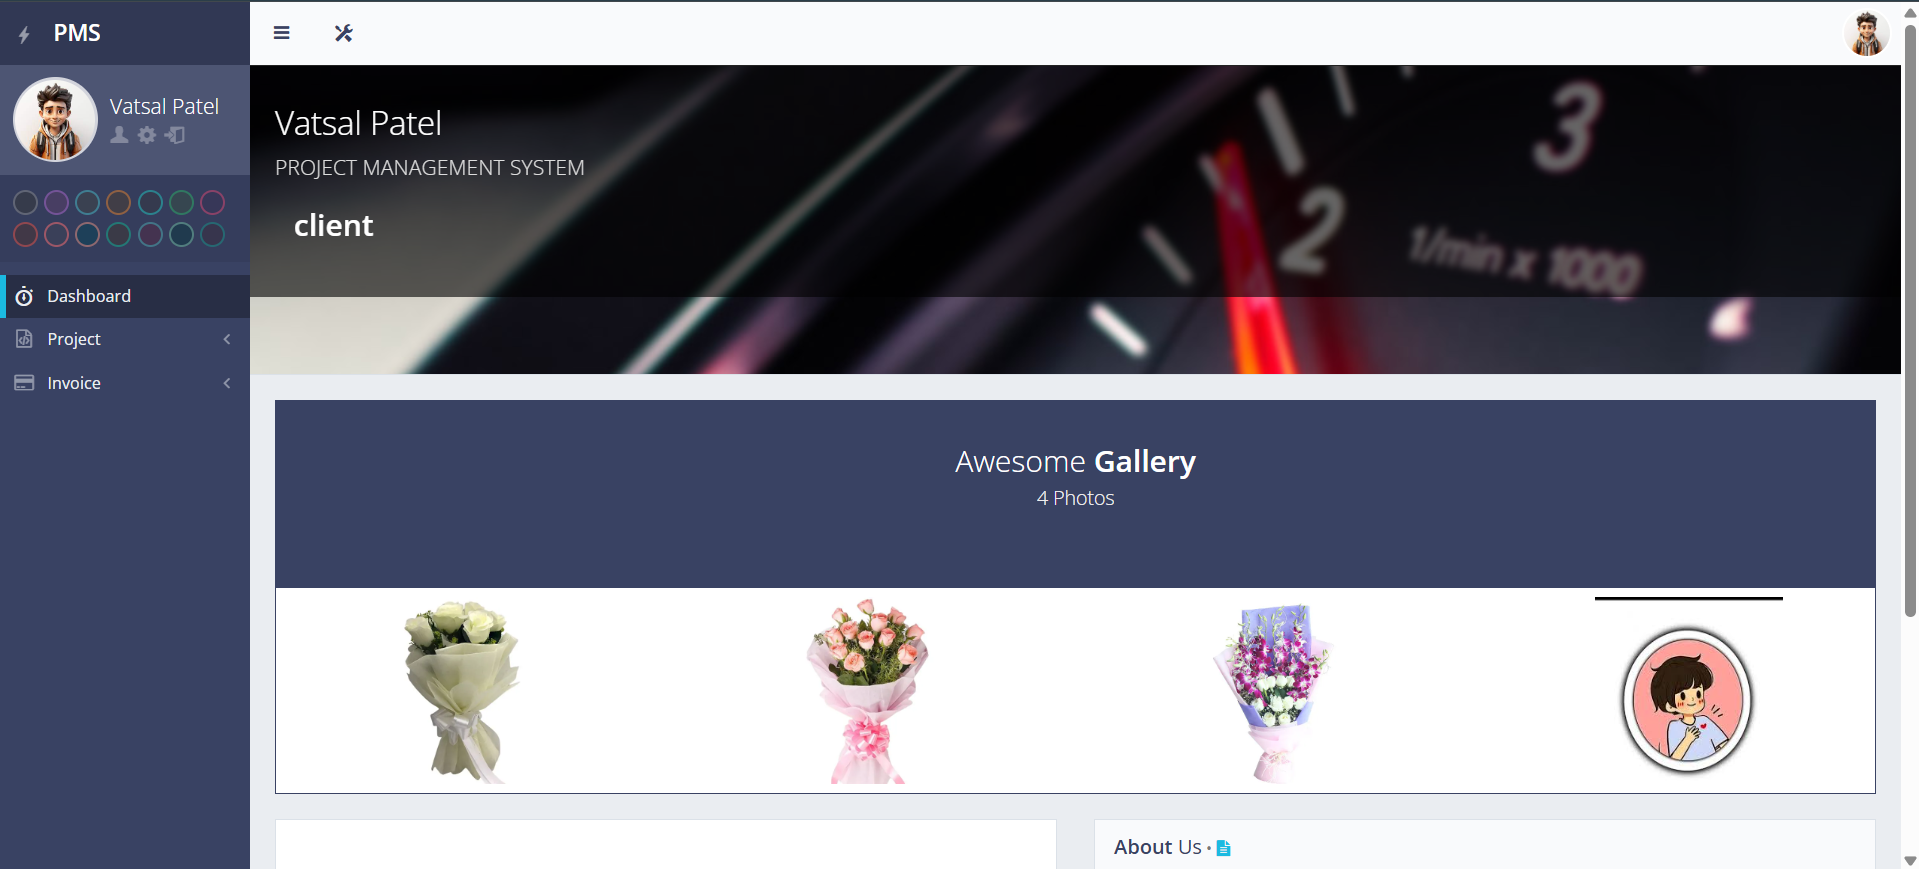 PMS
Vatsal Patel
Dashboard
Project
Invoice
Vatsal Patel
PROJECT MANAGEMENT SYSTEM
client
3
2
1/min x 1000
Awesome Gallery
4 Photos
About Us •